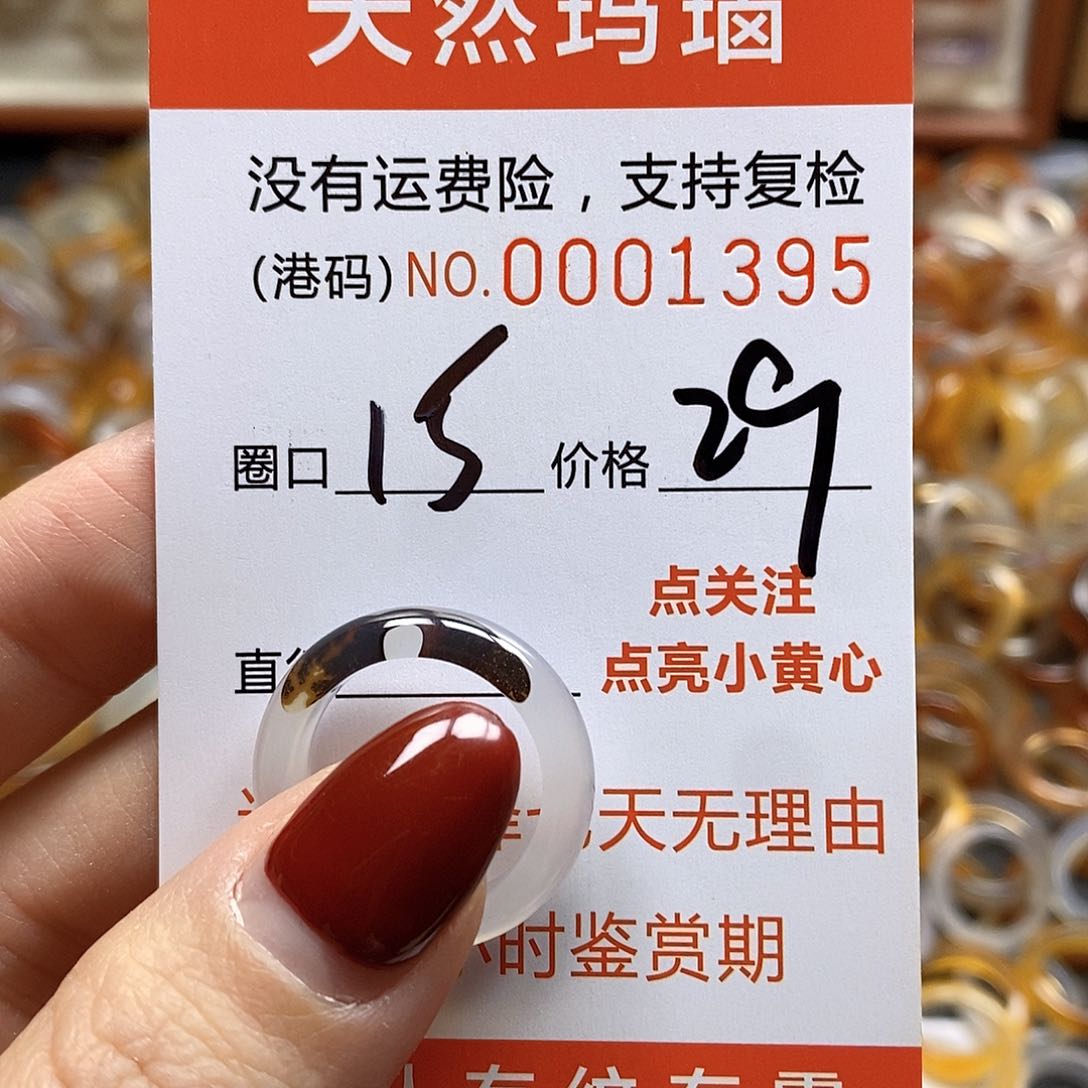 天然玛瑙
没有运费险，支持复检
(港码) NO. 0001395
圈口 15 价格 29
点关注
直 点亮小黄心
天无理由
时鉴赏期